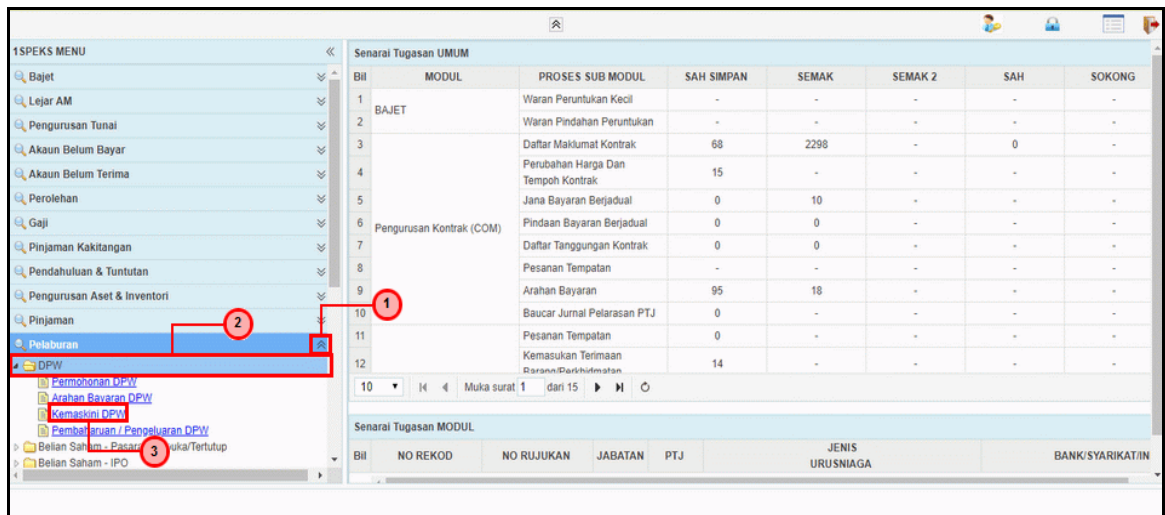 1SPEKS MENU
Bajet
Lejar AM
Pengurusan Tunai
Akaun Belum Bayar
Akaun Belum Terima
Perolehan
Gaji
Pinjaman Kakitangan
Pendahuluan & Tuntutan
Pengurusan Aset & Inventori
Pinjaman
Pelaburan
DPW
Permohonan DPW
Arahan Bayaran DPW
Kemaskini DPW
Pembaharuan / Pengeluaran DPW
Belian Saham - Pasara uka/Tertutup
Belian Saham - IPO
1
2
3
Senarai Tugasan UMUM
Bil MODUL PROSES SUB MODUL SAH SIMPAN SEMAK SEMAK 2 SAH SOKONG
1 BAJET Waran Peruntukan Kecil - - - - -
2 Waran Pindahan Peruntukan - - - - -
3 Daftar Maklumat Kontrak 68 2298 - 0 -
4 Perubahan Harga Dan
Tempoh Kontrak 15 - - - -
5 Jana Bayaran Berjadual 0 10 - - -
6 Pengurusan Kontrak (COM) Pindaan Bayaran Berjadual 0 0 - - -
7 Daftar Tanggungan Kontrak 0 0 - - -
8 Pesanan Tempatan - - - - -
9 Arahan Bayaran 95 18 - - -
10 Baucar Jurnal Pelarasan PTJ 0 - - - -
11 Pesanan Tempatan 0 - - - -
12 Kemasukan Terimaan
Barang/Perkhidmatan 14 - - - -
10 Muka surat 1 dari 15
Senarai Tugasan MODUL
Bil NO REKOD NO RUJUKAN JABATAN PTJ JENIS
URUSNIAGA BANK/SYARIKAT/IN